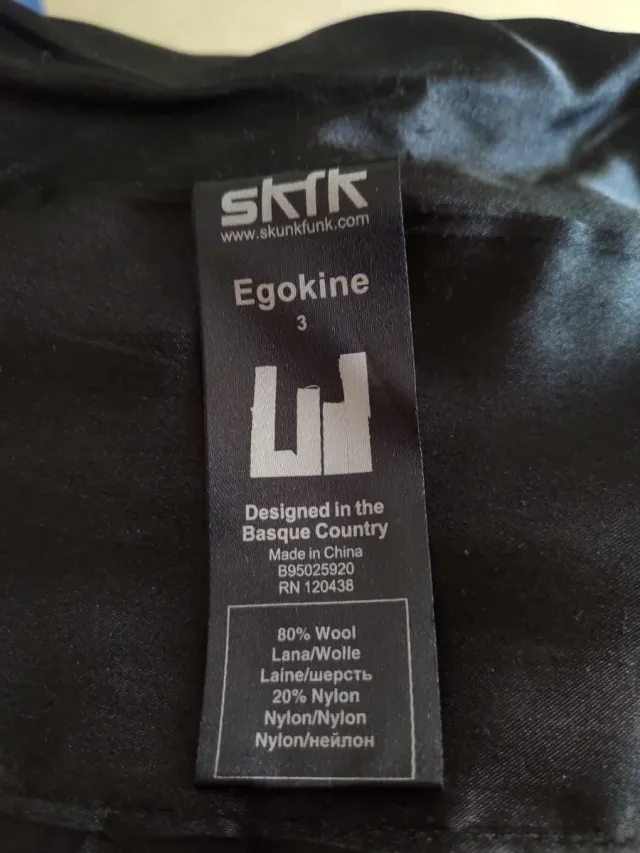 skfk
www.skunkfunk.com
Egokine
3
Designed in the
Basque Country
Made in China
B95025920
RN 120438
80% Wool
Lana/Wolle
Laine/шерсть
20% Nylon
Nylon/Nylon
Nylon/нейлон